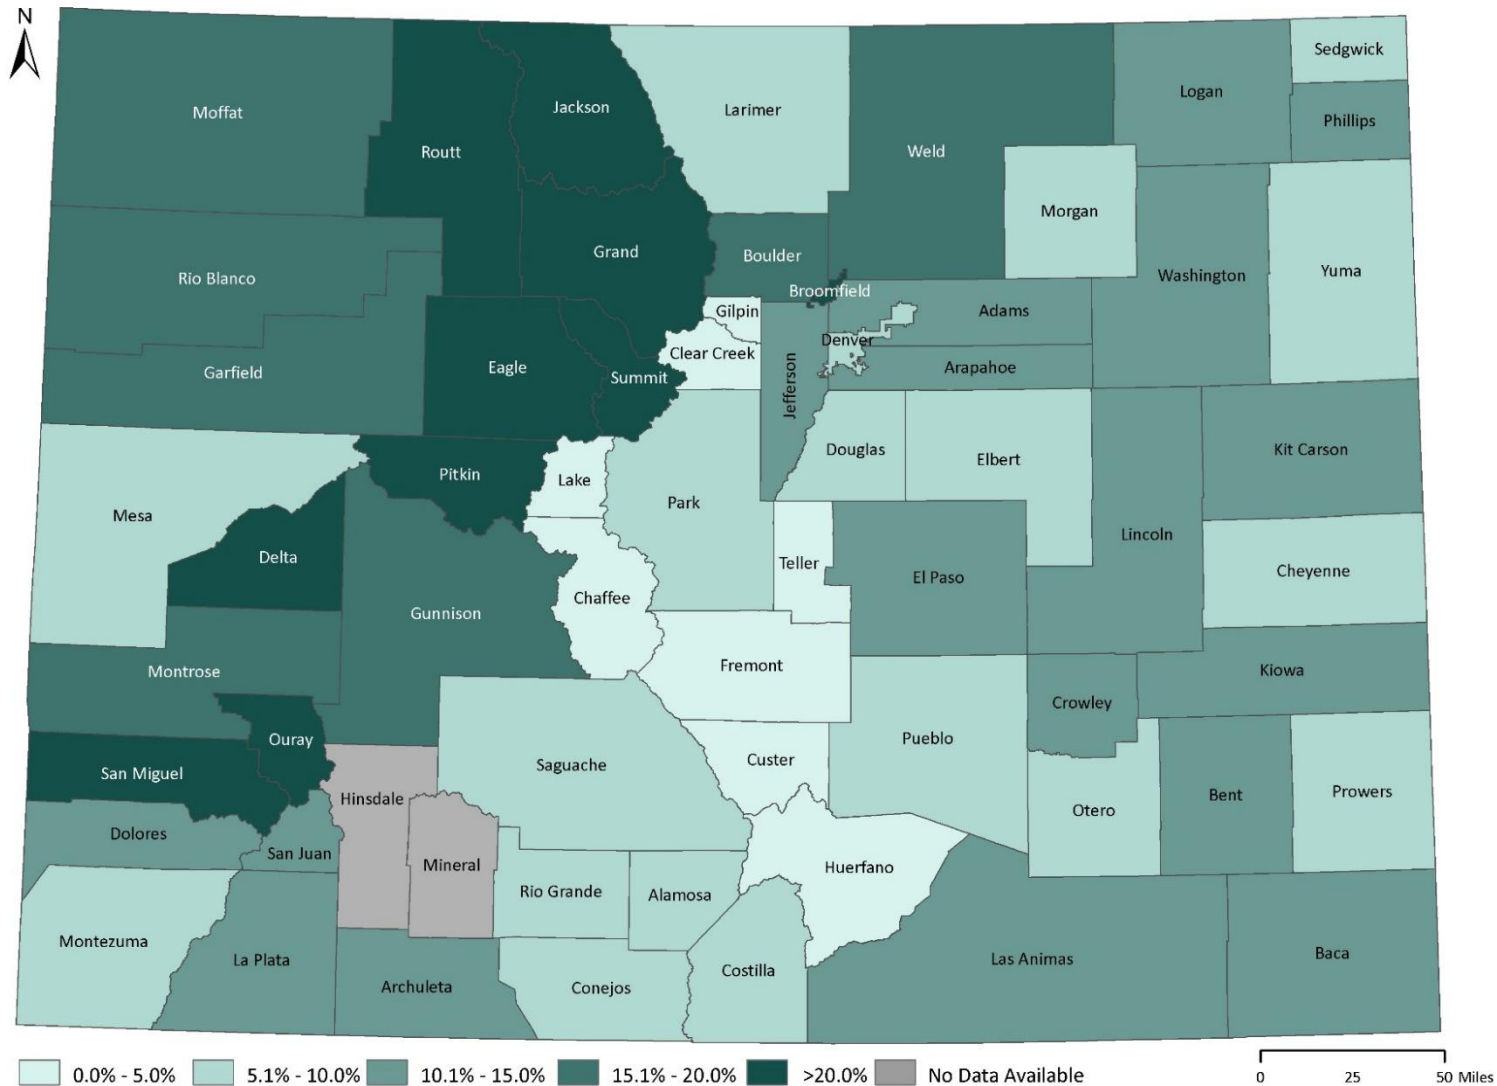 N
Sedgwick
Logan
Phillips
Moffat
Jackson
Larimer
Routt
Weld
Morgan
Grand
Boulder
Washington
Yuma
Rio Blanco
Broomfield
Gilpin
Adams
Denver
Clear Creek
Garfield
Eagle
Summit
Jefferson
Arapahoe
Kit Carson
Douglas
Elbert
Pitkin
Lake
Park
Mesa
Lincoln
Delta
Teller
El Paso
Cheyenne
Chaffee
Gunnison
Fremont
Montrose
Kiowa
Crowley
Ouray
Pueblo
Custer
Saguache
San Miguel
Hinsdale
Bent
Prowers
Otero
Dolores
San Juan
Mineral
Huerfano
Rio Grande
Alamosa
Montezuma
La Plata
Las Animas
Baca
Costilla
Archuleta
Conejos
0.0% - 5.0% 5.1% - 10.0% 10.1% - 15.0% 15.1% - 20.0% >20.0% No Data Available
0 25 50 Miles